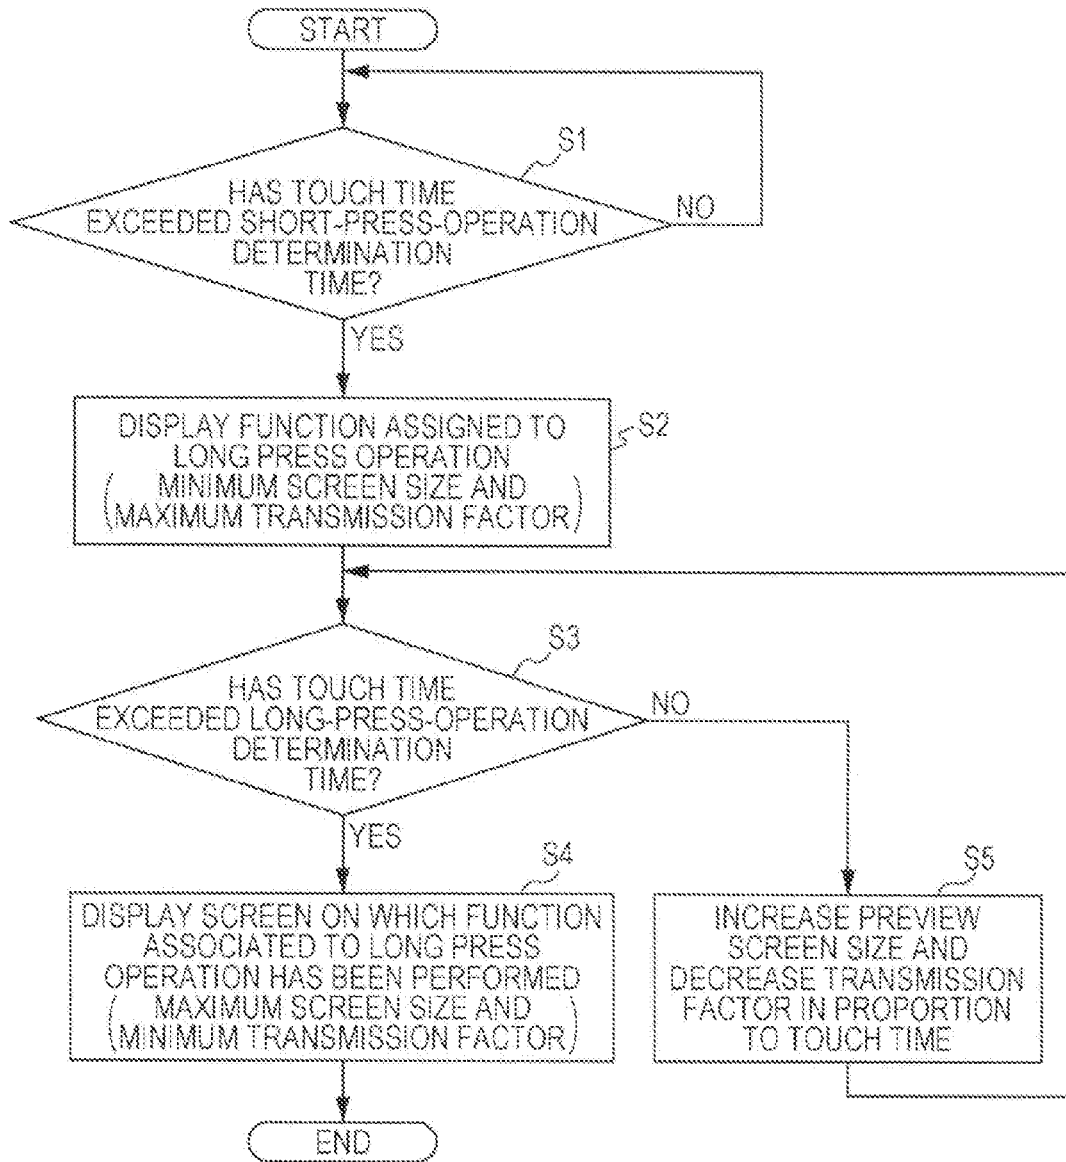 START
S1
HAS TOUCH TIME
EXCEEDED SHORT-PRESS-OPERATION
DETERMINATION
TIME?
NO
YES
S2
DISPLAY FUNCTION ASSIGNED TO
LONG PRESS OPERATION
(MINIMUM SCREEN SIZE AND
MAXIMUM TRANSMISSION FACTOR)
S3
HAS TOUCH TIME
EXCEEDED LONG-PRESS-OPERATION
DETERMINATION
TIME?
NO
YES
S4
DISPLAY SCREEN ON WHICH FUNCTION
ASSOCIATED TO LONG PRESS
OPERATION HAS BEEN PERFORMED
(MAXIMUM SCREEN SIZE AND
MINIMUM TRANSMISSION FACTOR)
S5
INCREASE PREVIEW
SCREEN SIZE AND
DECREASE TRANSMISSION
FACTOR IN PROPORTION
TO TOUCH TIME
END